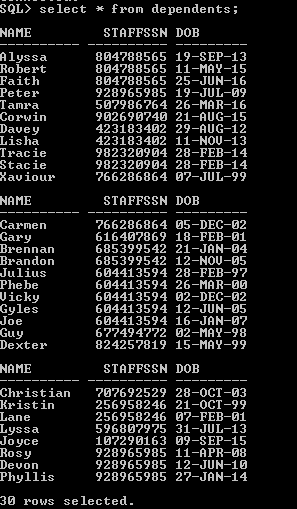 SQL> select * from dependents;
NAME STAFFSSN DOB
---------- ---------- ---------
Alyssa 804788565 19-SEP-13
Robert 804788565 11-MAY-15
Faith 804788565 25-JUN-16
Peter 928965985 19-JUL-09
Tamra 507986764 26-MAR-16
Corwin 902690740 21-AUG-15
Davey 423183402 29-AUG-12
Lisha 423183402 11-NOV-13
Tracie 982320904 28-FEB-14
Stacie 982320904 28-FEB-14
Xaviour 766286864 07-JUL-99
NAME STAFFSSN DOB
---------- ---------- ---------
Carmen 766286864 05-DEC-02
Gary 616407869 18-FEB-01
Brennan 685399542 21-JAN-04
Brandon 685399542 12-NOV-05
Julius 604413594 28-FEB-97
Phebe 604413594 26-MAR-00
Vicky 604413594 02-DEC-02
Gyles 604413594 12-JUN-05
Joe 604413594 16-JAN-07
Guy 677494772 02-MAY-98
Dexter 824257819 15-MAY-99
NAME STAFFSSN DOB
---------- ---------- ---------
Christian 707692529 28-OCT-03
Kristin 256958246 21-OCT-99
Lane 256958246 07-FEB-01
Lyssa 596807975 31-JUL-13
Joyce 107290163 09-SEP-15
Rosy 928965985 11-APR-08
Devon 928965985 12-JUN-10
Phyllis 928965985 27-JAN-14
30 rows selected.